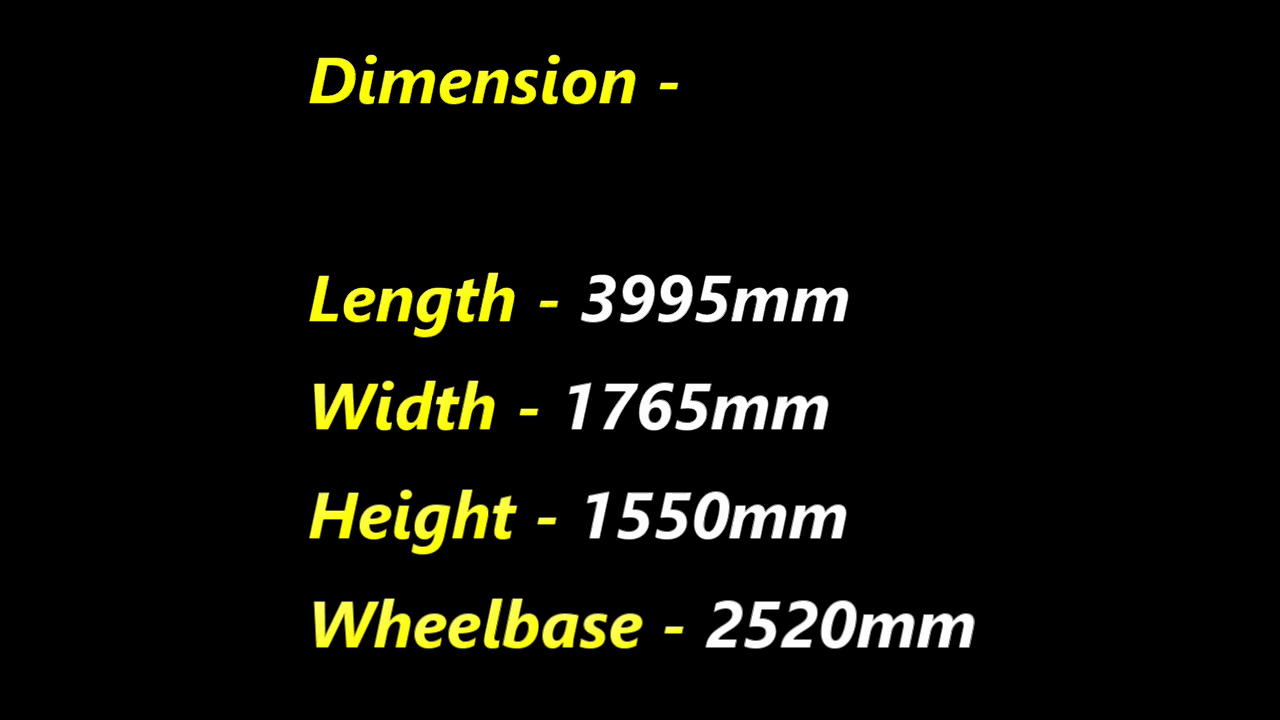 Dimension -
Length - 3995mm
Width - 1765mm
Height - 1550mm
Wheelbase - 2520mm